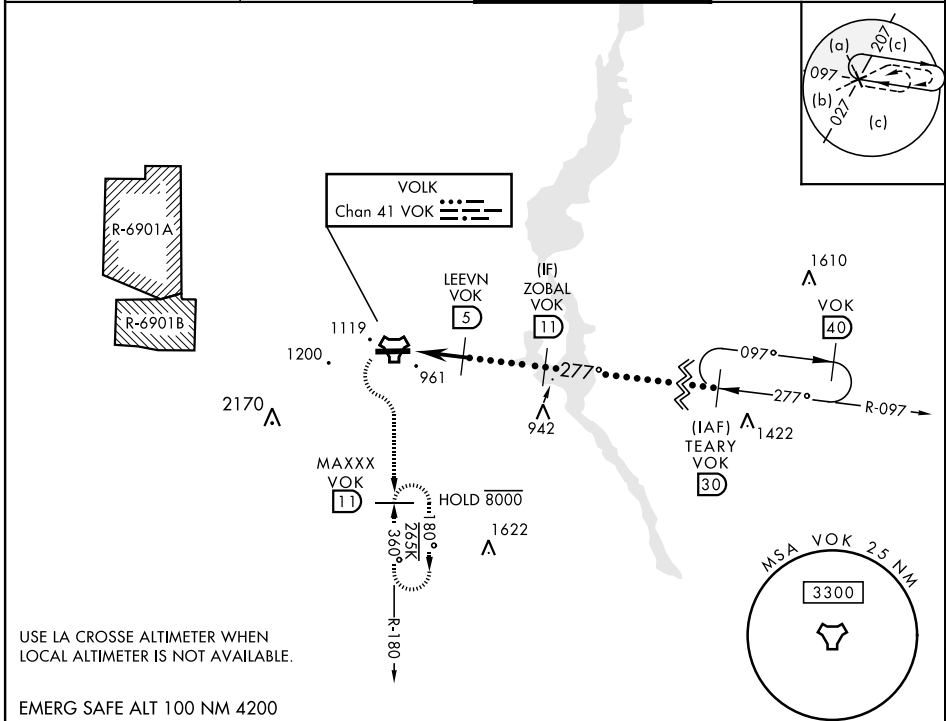 (a)
207
(c)
097
(b)
027
(c)
R-6901A
R-6901B
VOLK
Chan 41 VOK
1119
1200
961
2170
LEEVN
VOK
5
(IF)
ZOBAL
VOK
11
277°
942
1610
VOK
40
097°
277°
R-097
(IAF)
TEARY
VOK
30
1422
MAXXX
VOK
11
HOLD 8000
180°
265K
360°
1622
R-180
MSA VOK 25 NM
3300
USE LA CROSSE ALTIMETER WHEN
LOCAL ALTIMETER IS NOT AVAILABLE.
EMERG SAFE ALT 100 NM 4200